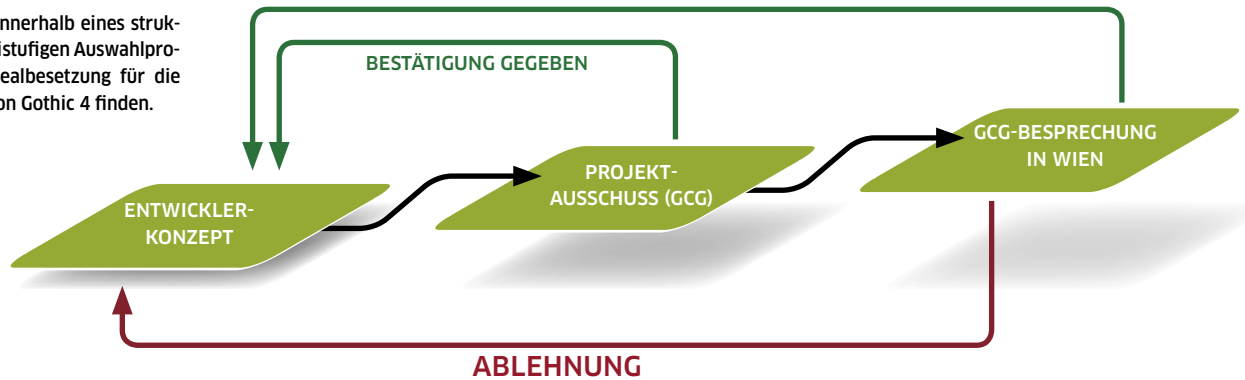 nnerhalb eines struk-
istufigen Auswahlpro-
ealbesetzung für die
on Gothic 4 finden.
BESTÄTIGUNG GEGEBEN
ENTWICKLER-
KONZEPT
PROJEKT-
AUSSCHUSS (GCG)
GCG-BESPRECHUNG
IN WIEN
ABLEHNUNG